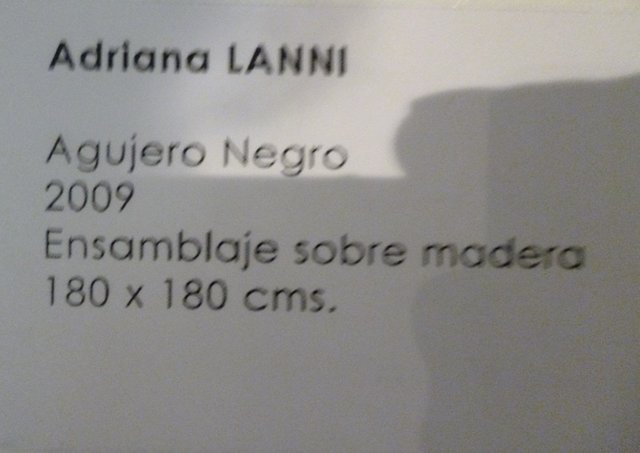 Adriana LANNI
Agujero Negro
2009
Ensamblaje sobre madera
180 x 180 cms.